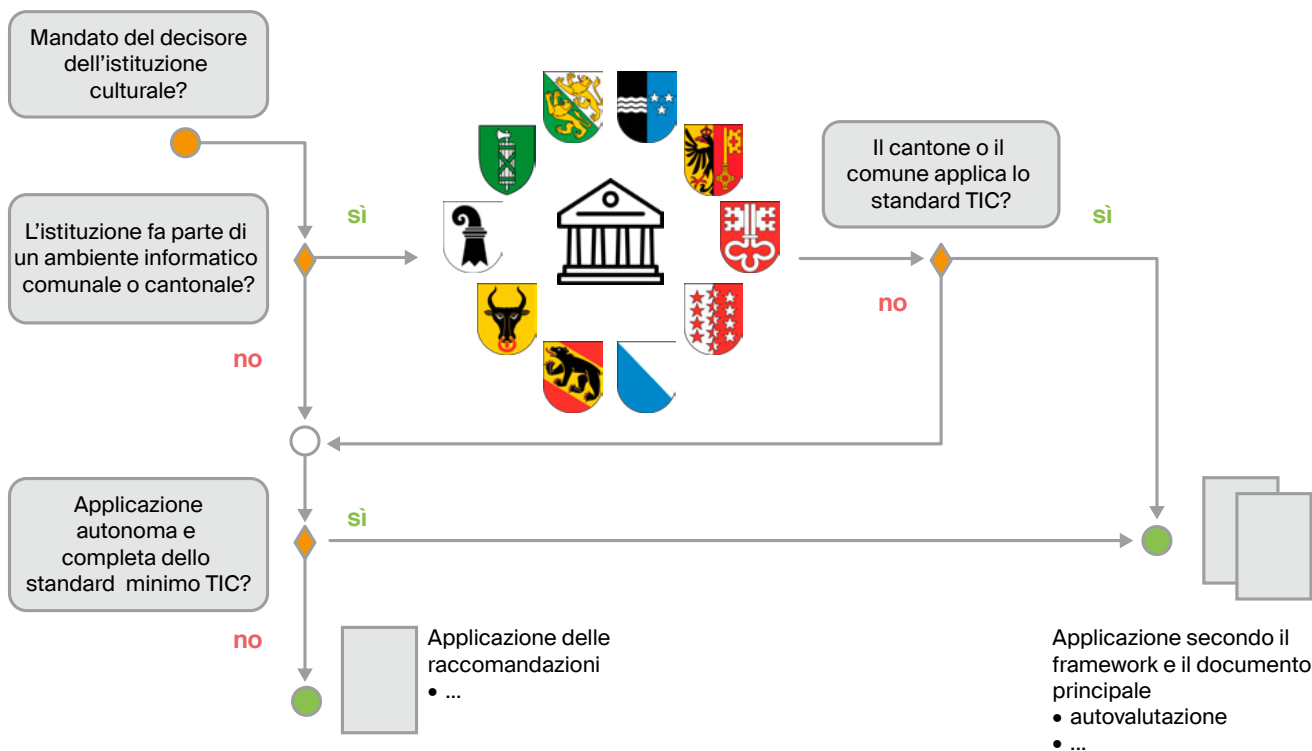 Mandato del decisore
dell'istituzione
culturale?
L'istituzione fa parte di
un ambiente informatico
comunale o cantonale?
sì
no
Il cantone o il
comune applica lo
standard TIC?
sì
no
Applicazione
autonoma e
completa dello
standard minimo TIC?
sì
no
Applicazione delle
raccomandazioni
• ...
Applicazione secondo il
framework e il documento
principale
• autovalutazione
• ...